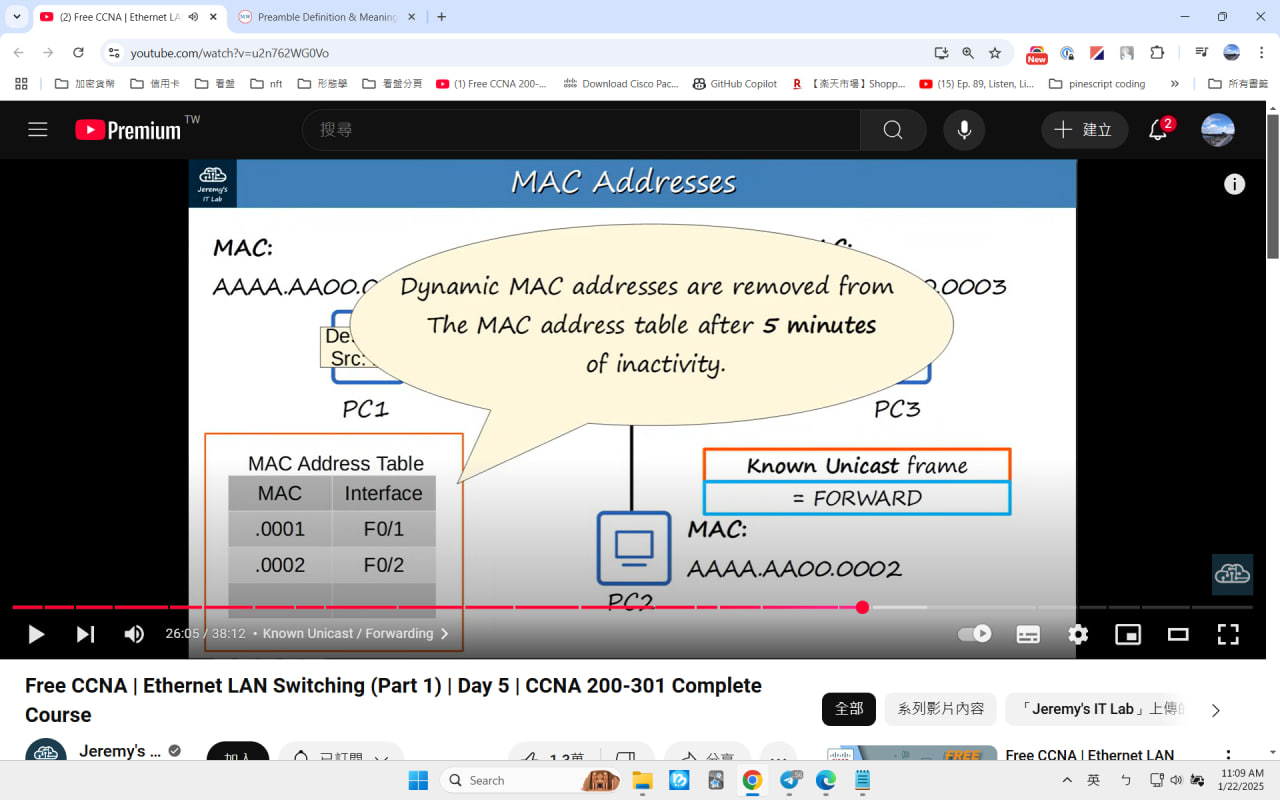 (2) Free CCNA | Ethernet LA
Preamble Definition & Meaning
youtube.com/watch?v=u2n762WG0Vo
New
加密貨幣
信用卡
看盤
nft
形態學
看盤分頁
(1) Free CCNA 200-...
Download Cisco Pac...
GitHub Copilot
【楽天市場】Shopp...
(15) Ep. 89, Listen, Li...
pinescript coding
»
所有書籤
Premium TW
搜尋
建立
2
Jeremy's
IT Lab
MAC Addresses
MAC:
AAAA.AA00.0
.0003
Dynamic MAC addresses are removed from
The MAC address table after 5 minutes
of inactivity.
Src:
PC1
PC3
MAC Address Table
MAC Interface
.0001 F0/1
.0002 F0/2
Known Unicast frame
= FORWARD
MAC:
AAAA.AA00.0002
PC2
26:05 / 38:12 • Known Unicast / Forwarding
Free CCNA | Ethernet LAN Switching (Part 1) | Day 5 | CCNA 200-301 Complete
Course
全部
系列影片內容
「Jeremy's IT Lab」上傳的
Jeremy's ...
加入
已訂閱
1.3萬
分享
FREE
Free CCNA | Ethernet LAN
Search
英
11:09 AM
1/22/2025